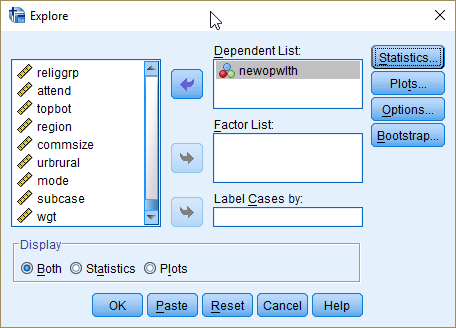 Explore
Dependent List:
newopwlth
Statistics...
Plots...
Options...
Bootstrap...
religgrp
attend
topbot
region
commsize
urbrural
mode
subcase
wgt
Factor List:
Label Cases by:
Display
Both Statistics Plots
OK Paste Reset Cancel Help